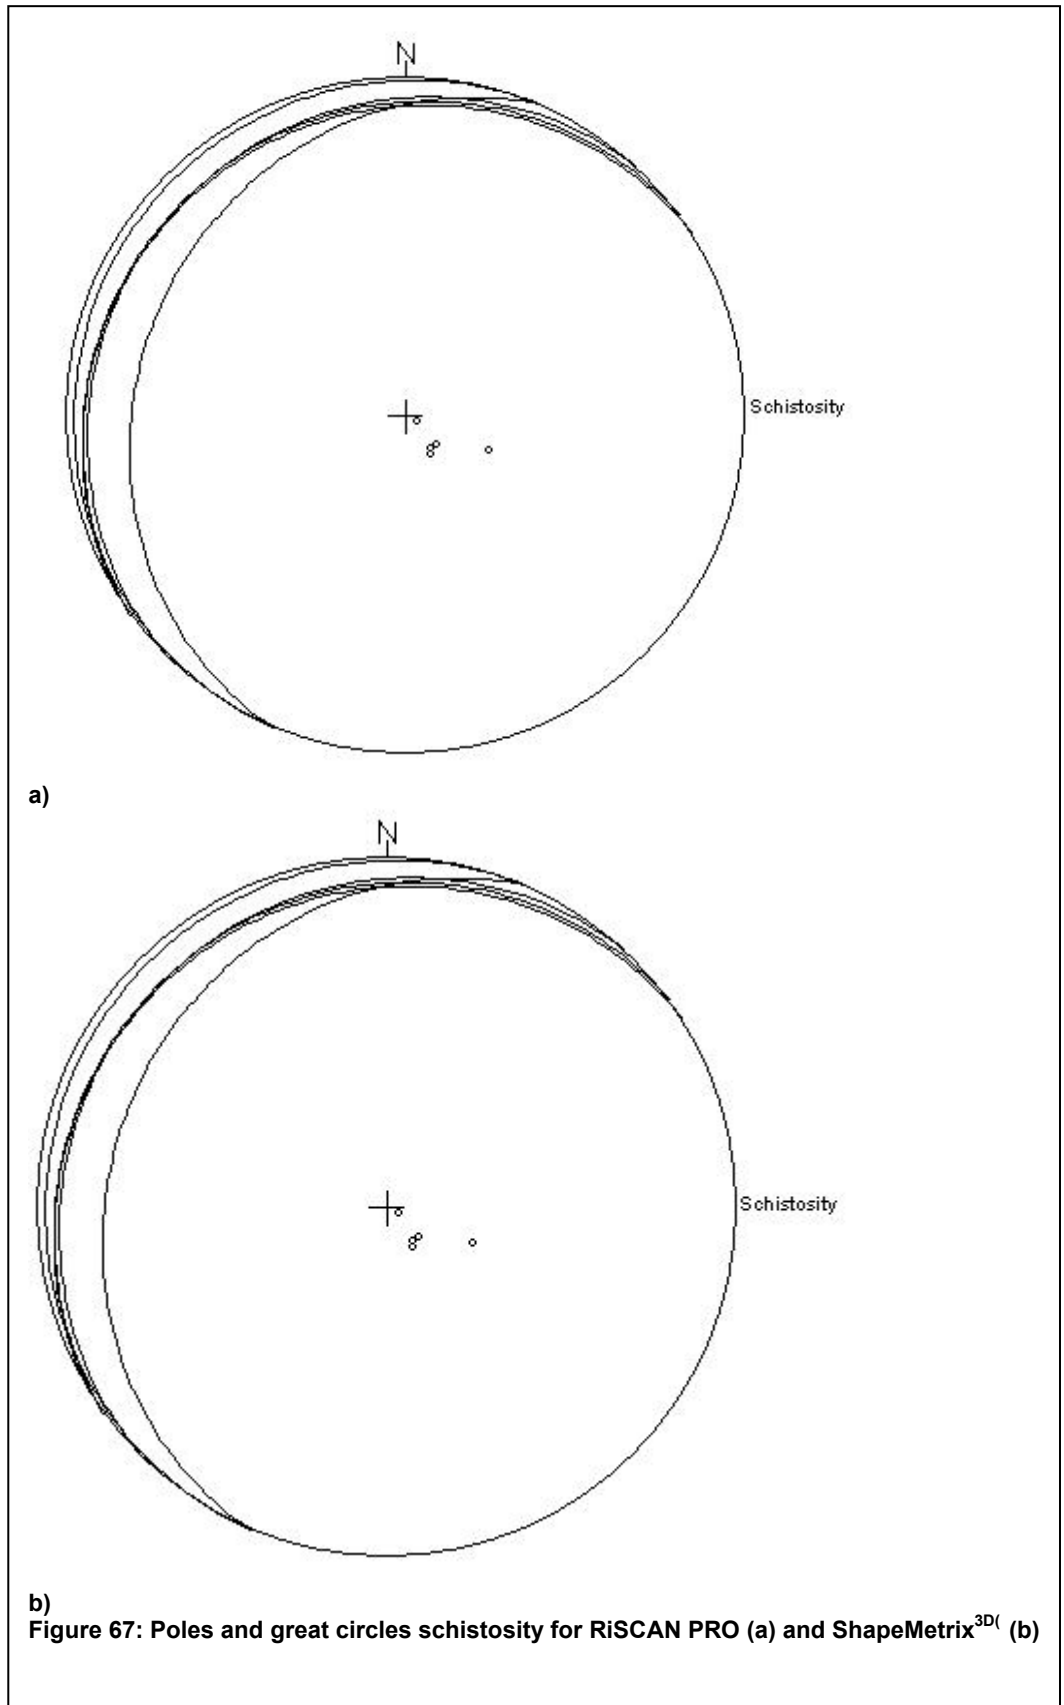 N
Schistosity
a)
N
Schistosity
b)
Figure 67: Poles and great circles schistosity for RiSCAN PRO (a) and ShapeMetrix3D( (b)